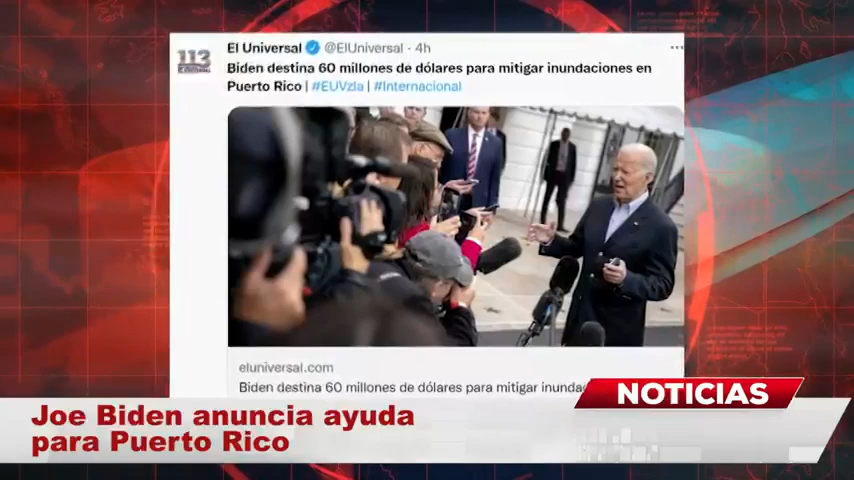 113
El Universal @ElUniversal · 4h
Biden destina 60 millones de dólares para mitigar inundaciones en
Puerto Rico | #EUVzla | #Internacional
eluniversal.com
Biden destina 60 millones de dólares para mitigar
NOTICIAS
Joe Biden anuncia ayuda
para Puerto Rico